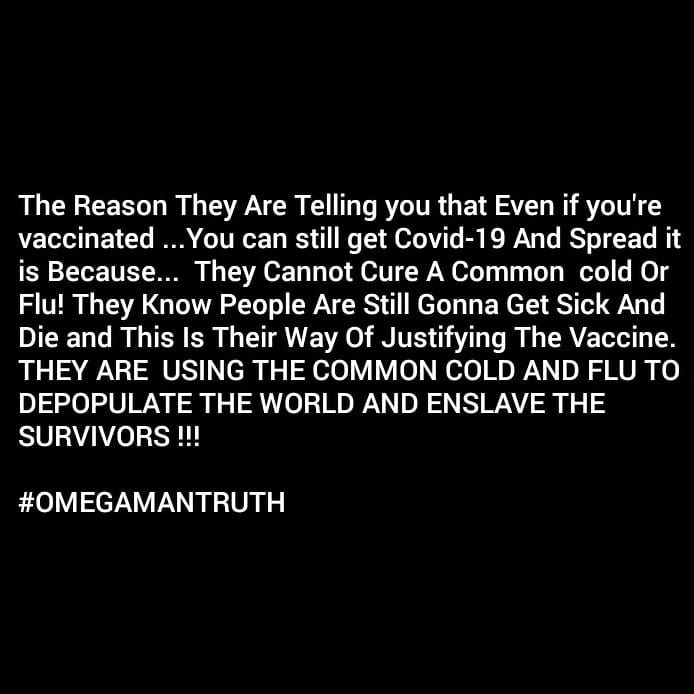 The Reason They Are Telling you that Even if you're
vaccinated ...You can still get Covid-19 And Spread it
is Because... They Cannot Cure A Common cold Or
Flu! They Know People Are Still Gonna Get Sick And
Die and This Is Their Way Of Justifying The Vaccine.
THEY ARE USING THE COMMON COLD AND FLU TO
DEPOPULATE THE WORLD AND ENSLAVE THE
SURVIVORS !!!
#OMEGAMANTRUTH